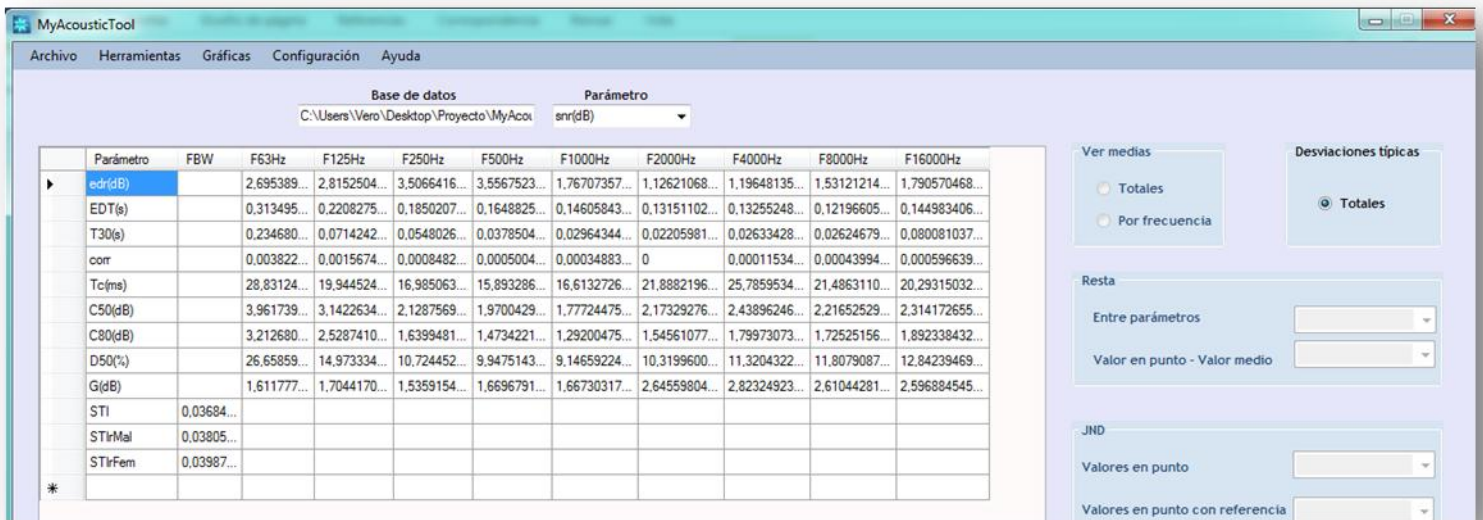 MyAcousticTool
Archivo Herramientas Gráficas Configuración Ayuda
Base de datos Parámetro
C:\Users\Vero\Desktop\Proyecto\MyAcou snr(dB)
Parámetro FBW F63Hz F125Hz F250Hz F500Hz F1000Hz F2000Hz F4000Hz F8000Hz F16000Hz
edr(dB) 2,695389... 2,8152504... 3,5066416... 3,5567523... 1,76707357... 1,12621068... 1,19648135... 1,53121214... 1,790570468...
EDT(s) 0,313495... 0,2208275... 0,1850207... 0,1648825... 0,14605843... 0,13151102... 0,13255248... 0,12196605... 0,144983406...
T30(s) 0,234680... 0,0714242... 0,0548026... 0,0378504... 0,02964344... 0,02205981... 0,02633428... 0,02624679... 0,080081037...
corr 0,003822... 0,0015674... 0,0008482... 0,0005004... 0,00034883... 0 0,00011534... 0,00043994... 0,000596639...
Tc(ms) 28,83124... 19,944524... 16,985063... 15,893286... 16,6132726... 21,8882196... 25,7859534... 21,4863110... 20,29315032...
C50(dB) 3,961739... 3,1422634... 2,1287569... 1,9700429... 1,77724475... 2,17329276... 2,43896246... 2,21652529... 2,314172655...
C80(dB) 3,212680... 2,5287410... 1,6399481... 1,4734221... 1,29200475... 1,54561077... 1,79973073... 1,72525156... 1,892338432...
D50(%) 26,65859... 14,973334... 10,724452... 9,9475143... 9,14659224... 10,3199600... 11,3204322... 11,8079087... 12,84239469...
G(dB) 1,611777... 1,7044170... 1,5359154... 1,6696791... 1,66730317... 2,64559804... 2,82324923... 2,61044281... 2,596884545...
STI 0,03684...
STIrMal 0,03805...
STIrFem 0,03987...
Ver medias Desviaciones típicas
Totales Totales
Por frecuencia
Resta
Entre parámetros
Valor en punto - Valor medio
JND
Valores en punto
Valores en punto con referencia